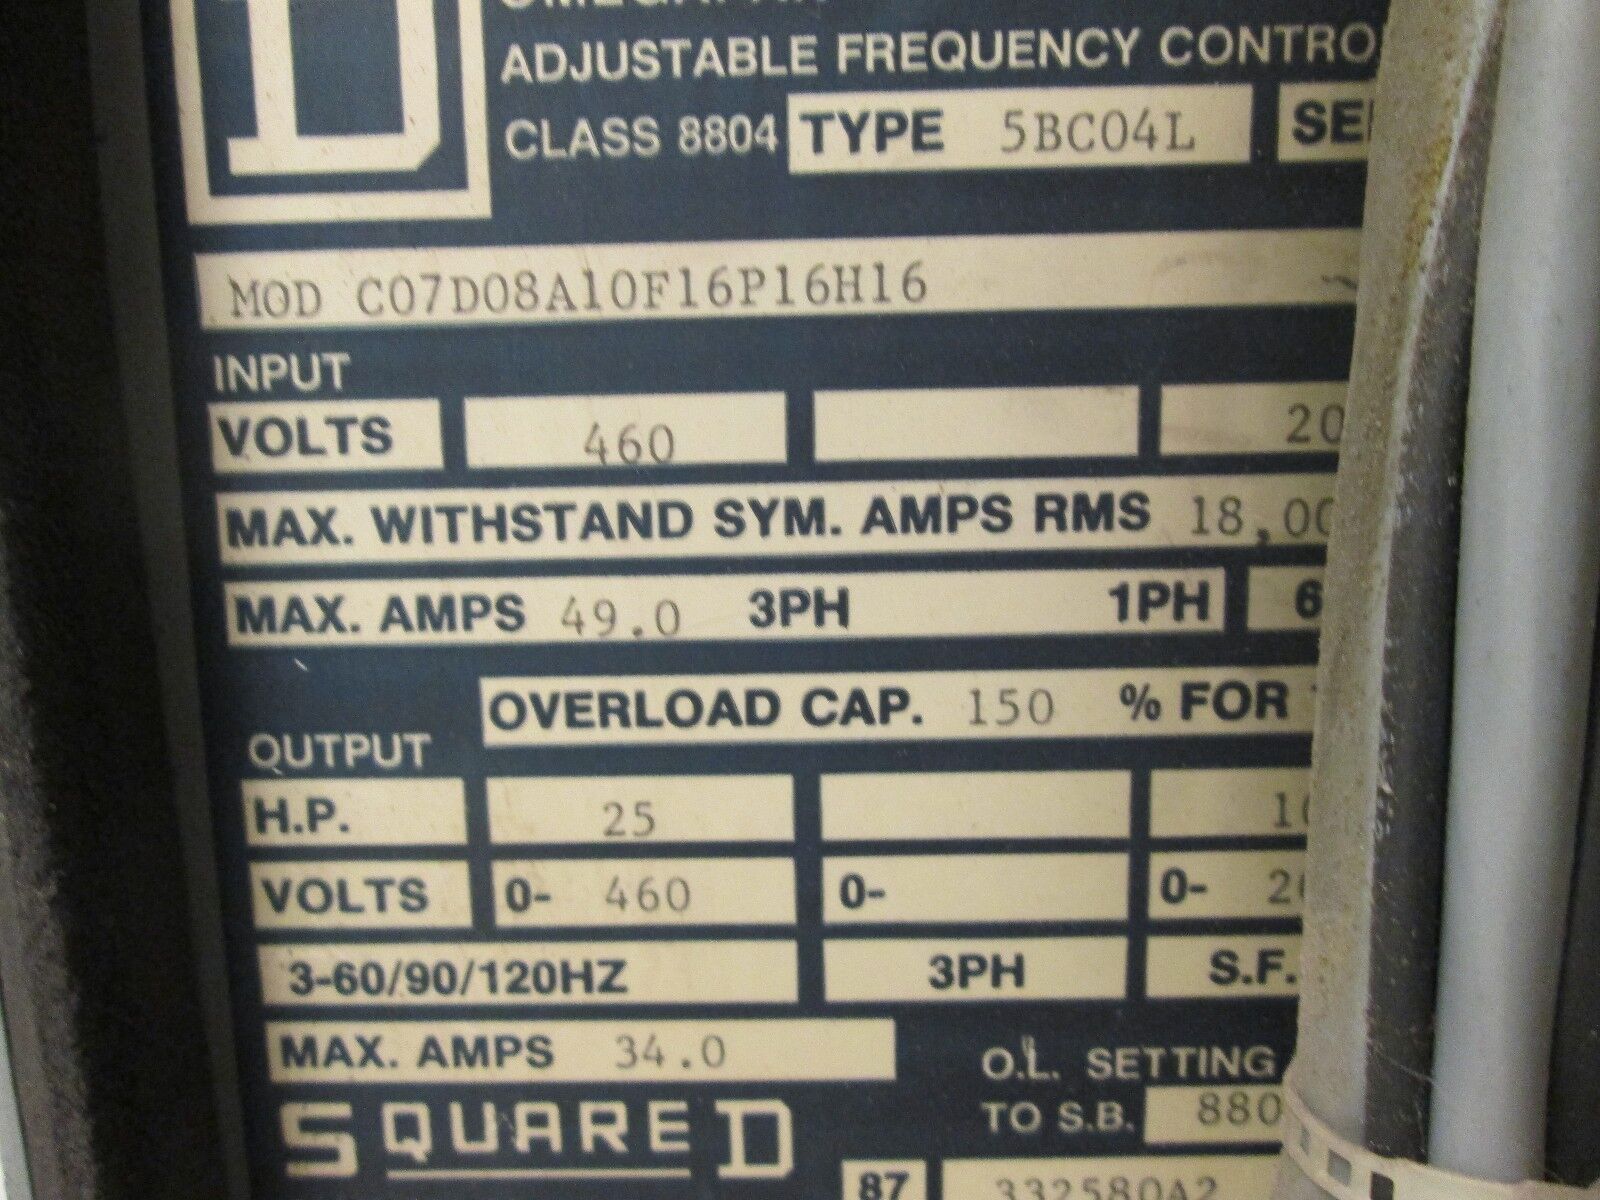 D
ADJUSTABLE FREQUENCY CONTRO
CLASS 8804 TYPE 5BC04L SE
MOD C07D08A10F16P16H16
INPUT
VOLTS 460 20
MAX. WITHSTAND SYM. AMPS RMS 18,00
MAX. AMPS 49.0 3PH 1PH 6
OVERLOAD CAP. 150 % FOR
OUTPUT
H.P. 25 10
VOLTS 0- 460 0- 0- 20
3-60/90/120HZ 3PH S.F.
MAX. AMPS 34.0
O.L. SETTING
TO S.B. 880
SQUARE D
87 332580A2